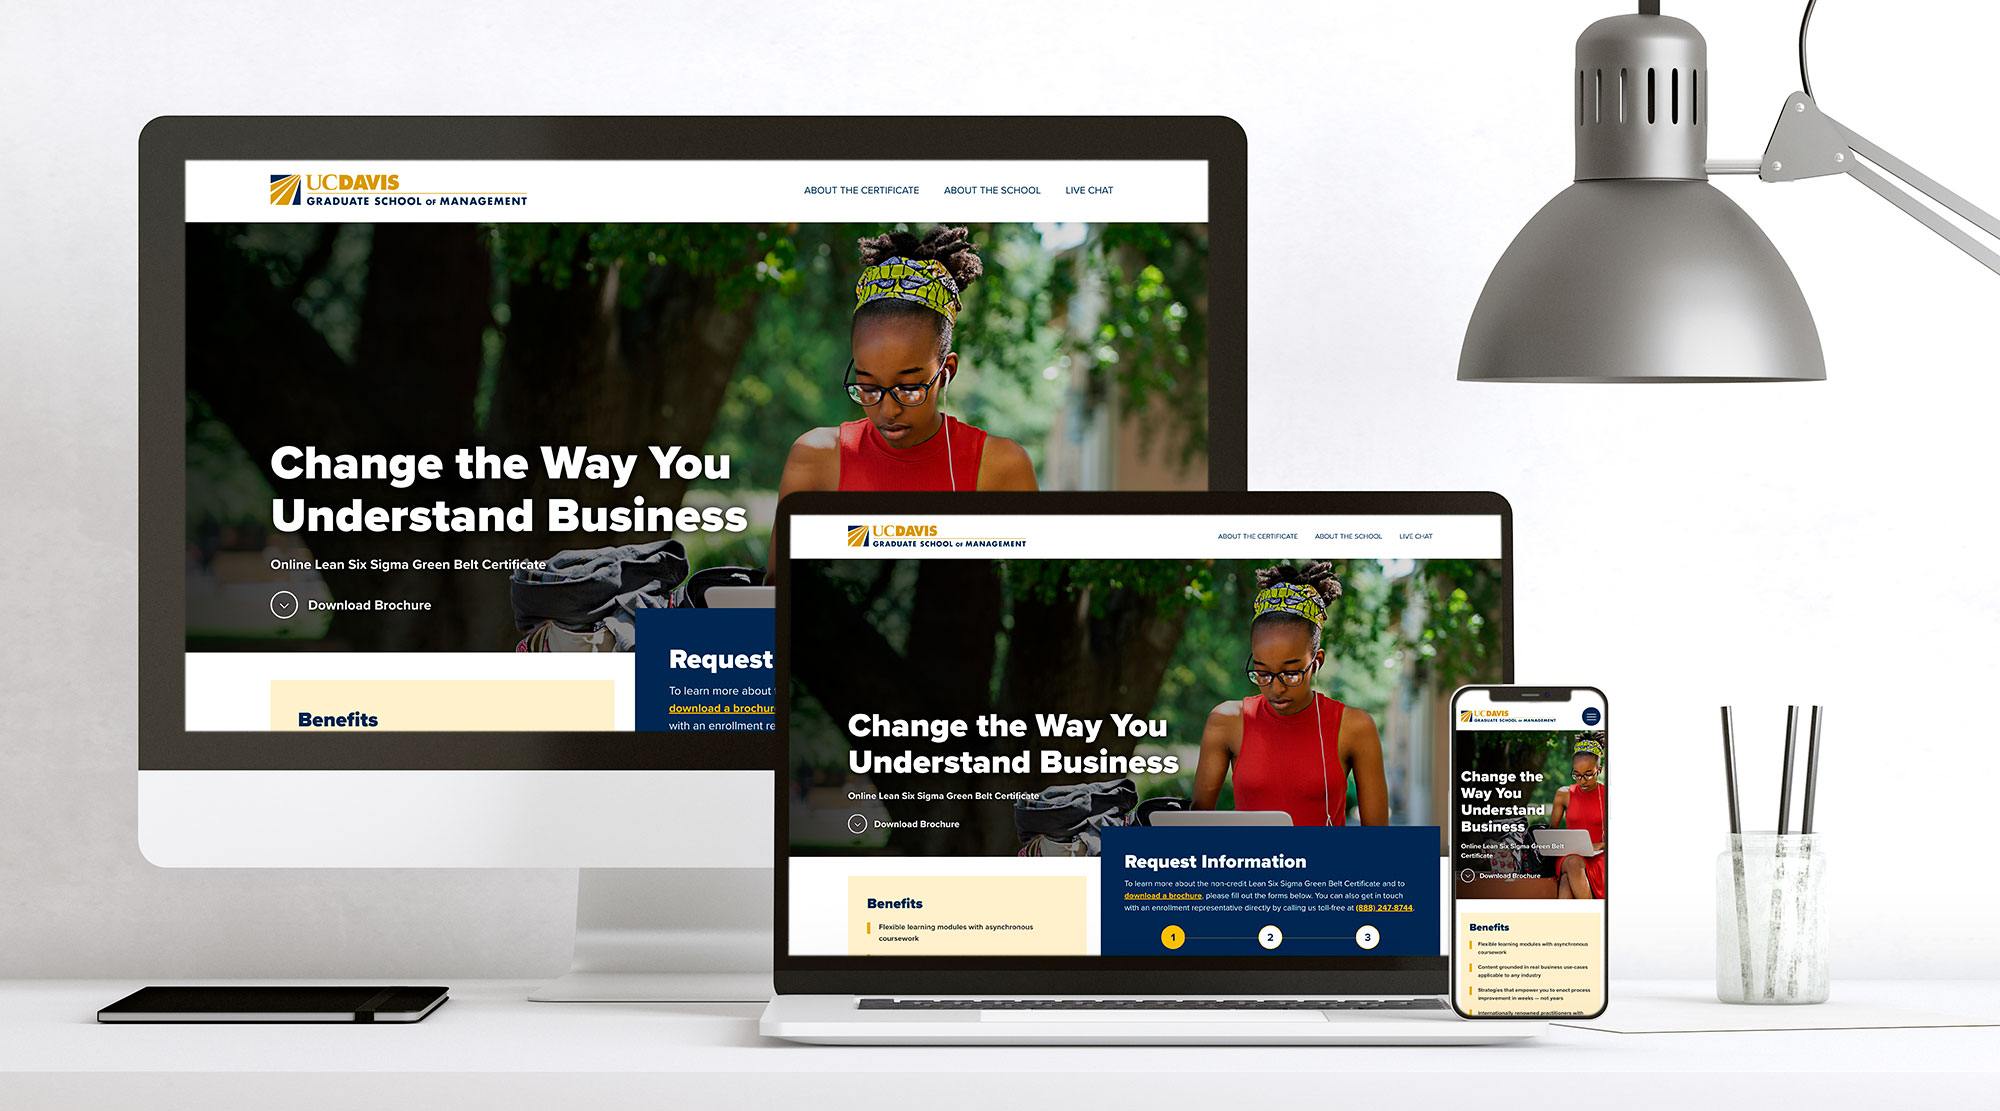 UCDAVIS
GRADUATE SCHOOL OF MANAGEMENT
ABOUT THE CERTIFICATE ABOUT THE SCHOOL LIVE CHAT
Change the Way You
Understand Business
Online Lean Six Sigma Green Belt Certificate
Download Brochure
Benefits
Request
To learn more about
download a brochur
with an enrollment re
UCDAVIS
GRADUATE SCHOOL OF MANAGEMENT
ABOUT THE CERTIFICATE ABOUT THE SCHOOL LIVE CHAT
Change the Way You
Understand Business
Online Lean Six Sigma Green Belt Certificate
Download Brochure
Benefits
Flexible learning modules with asynchronous
coursework
Request Information
To learn more about the non-credit Lean Six Sigma Green Belt Certificate and to
download a brochure, please fill out the forms below. You can also get in touch
with an enrollment representative directly by calling us toll-free at (888) 247-8744.
1 2 3
UCDAVIS
GRADUATE SCHOOL OF MANAGEMENT
Change the
Way You
Understand
Business
Online Lean Six Sigma Green Belt
Certificate
Download Brochure
Benefits
Flexible learning modules with asynchronous
coursework
Content grounded in real business use-cases
applicable to any industry
Strategies that empower you to enact process
improvement in weeks — not years
Internationally renowned practitioners with